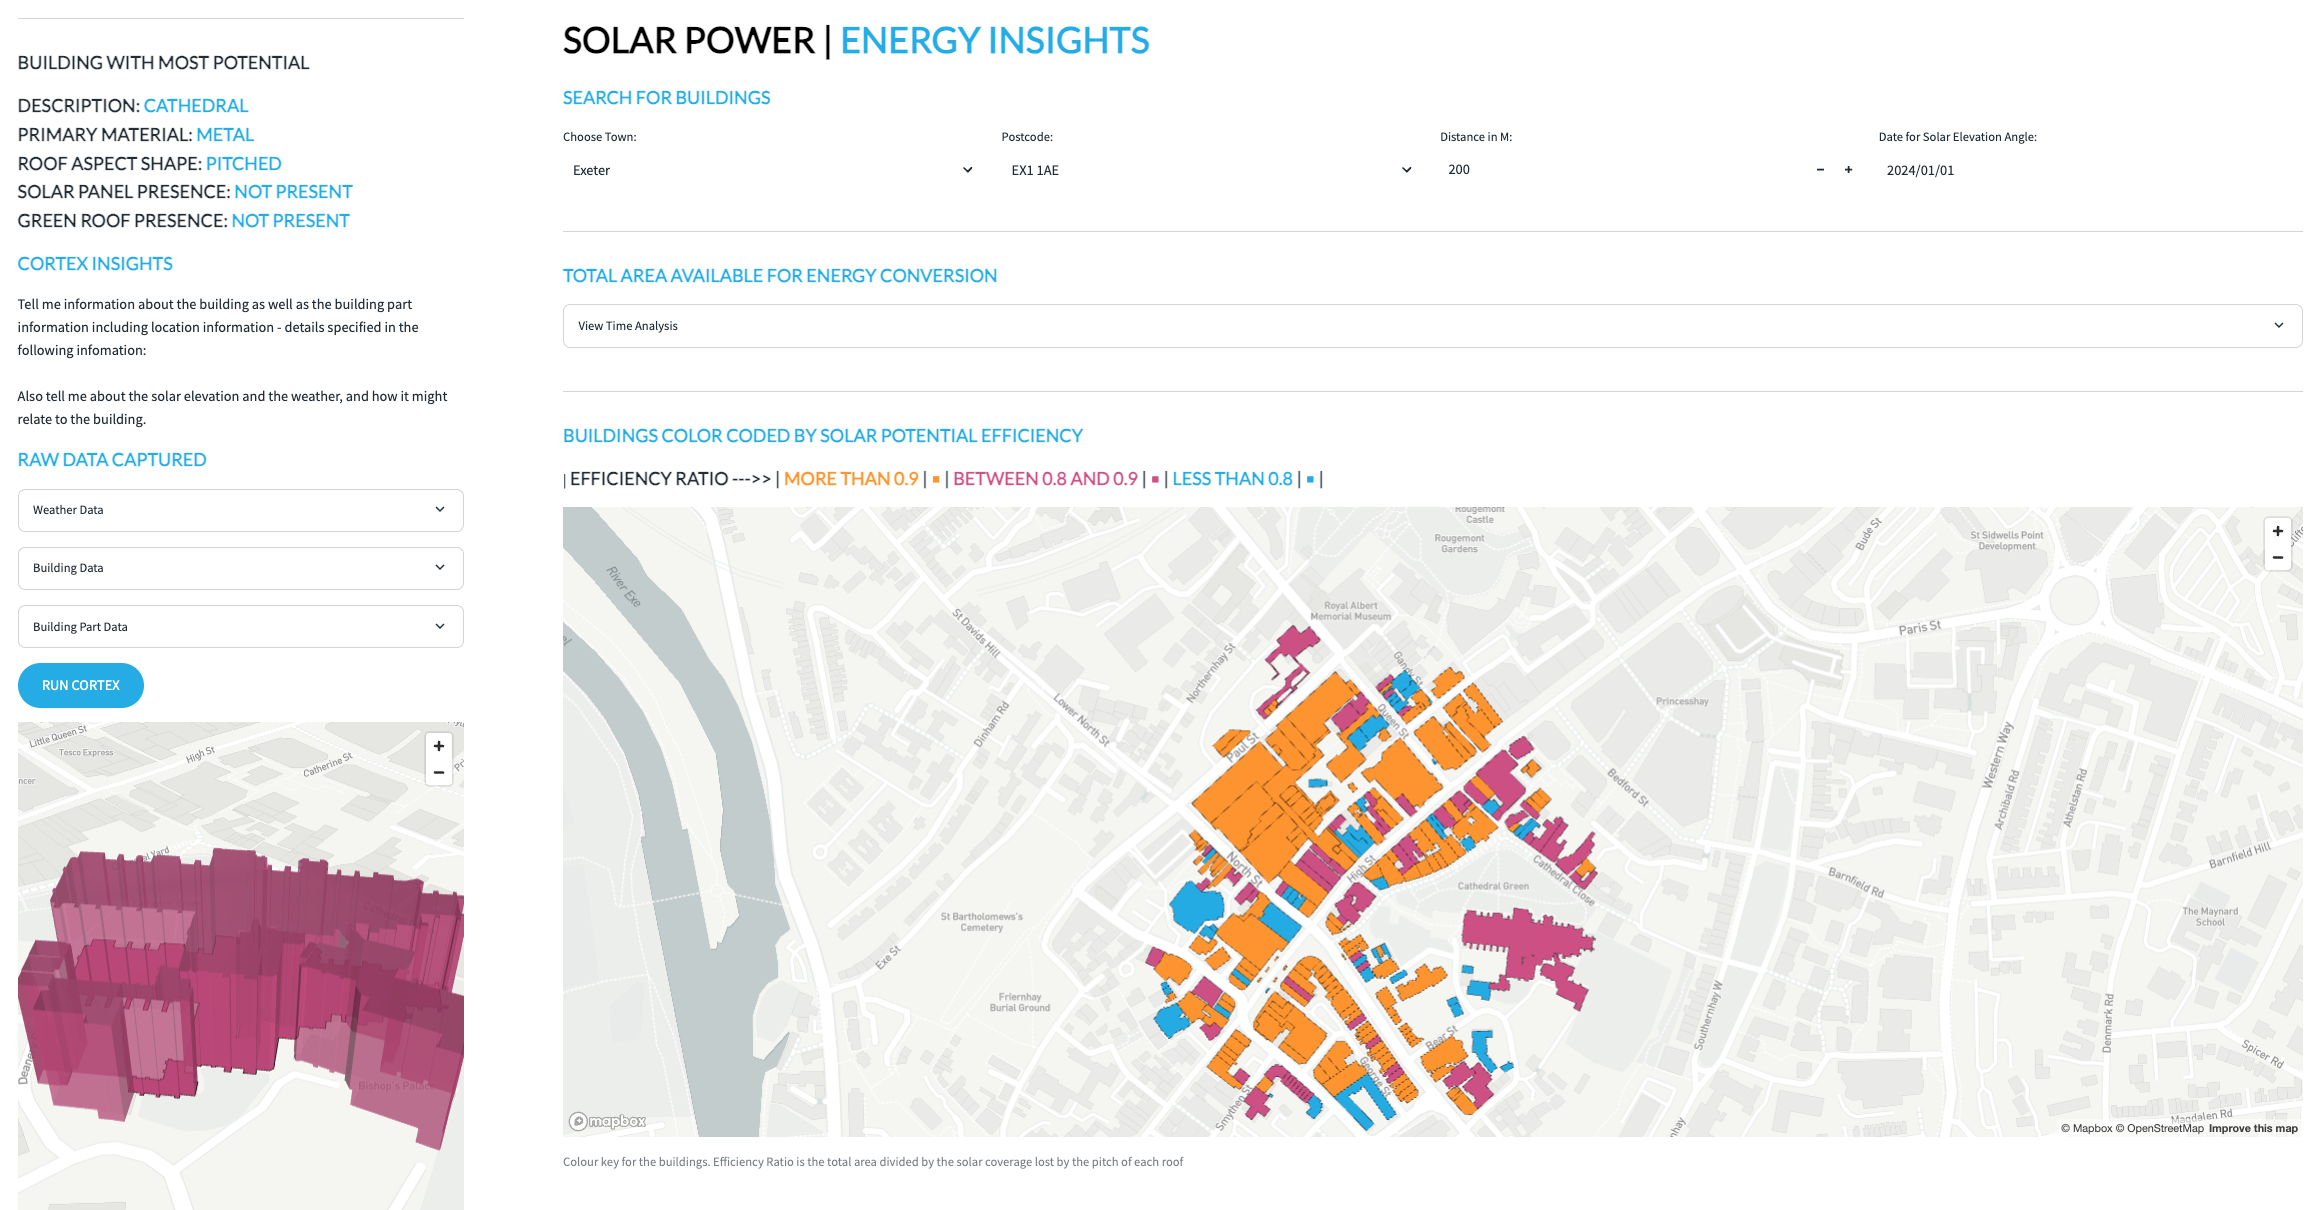 BUILDING WITH MOST POTENTIAL
DESCRIPTION: CATHEDRAL
PRIMARY MATERIAL: METAL
ROOF ASPECT SHAPE: PITCHED
SOLAR PANEL PRESENCE: NOT PRESENT
GREEN ROOF PRESENCE: NOT PRESENT
CORTEX INSIGHTS
Tell me information about the building as well as the building part
information including location information - details specified in the
following infomation:
Also tell me about the solar elevation and the weather, and how it might
relate to the building.
RAW DATA CAPTURED
Weather Data
Building Data
Building Part Data
RUN CORTEX
Little Queen St
Tesco Express
High St
Catherine St
ncer
al Yard
Deane
Bishop's Pala
+
−
SOLAR POWER | ENERGY INSIGHTS
SEARCH FOR BUILDINGS
Choose Town:
Exeter
Postcode:
EX1 1AE
Distance in M:
200
− +
Date for Solar Elevation Angle:
2024/01/01
TOTAL AREA AVAILABLE FOR ENERGY CONVERSION
View Time Analysis
BUILDINGS COLOR CODED BY SOLAR POTENTIAL EFFICIENCY
| EFFICIENCY RATIO --->> | MORE THAN 0.9 | ▪ | BETWEEN 0.8 AND 0.9 | ▪ | LESS THAN 0.8 | ▪ |
Rougemont
Castle
Rougemont
Gardens
Bude St
St Sidwells Point
Development
+
−
River Exe
Royal Albert
Memorial Museum
St Davids Hill
Paris St
Northernhay St
Gandy St
Princesshay
Dinham Rd
Lower North St
Queen St
Paul St
Bedford St
Western Way
Archibald Rd
Athelstan Rd
North St
High St
Cathedral Green
Cathedral Close
Barnfield Rd
Barnfield Hill
St Bartholomews's
Cemetery
The Maynard
School
Exe St
Friernhay
Burial Ground
Southernhay W
Denmark Rd
Bear St
Spicer Rd
George St
Smythen St
Magdalen Rd
nhay
mapbox
© Mapbox © OpenStreetMap Improve this map
Colour key for the buildings. Efficiency Ratio is the total area divided by the solar coverage lost by the pitch of each roof